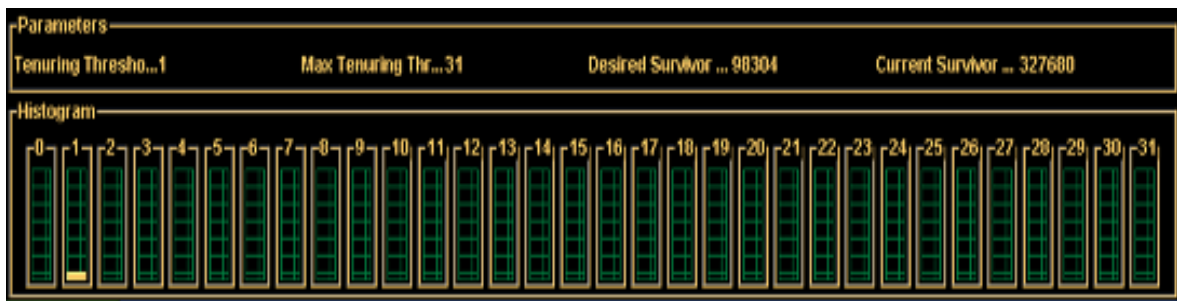 Parameters
Tenuring Thresho...1 Max Tenuring Thr...31 Desired Survivor ... 98304 Current Survivor ... 327680
Histogram
0 1 2 3 4 5 6 7 8 9 10 11 12 13 14 15 16 17 18 19 20 21 22 23 24 25 26 27 28 29 30 31